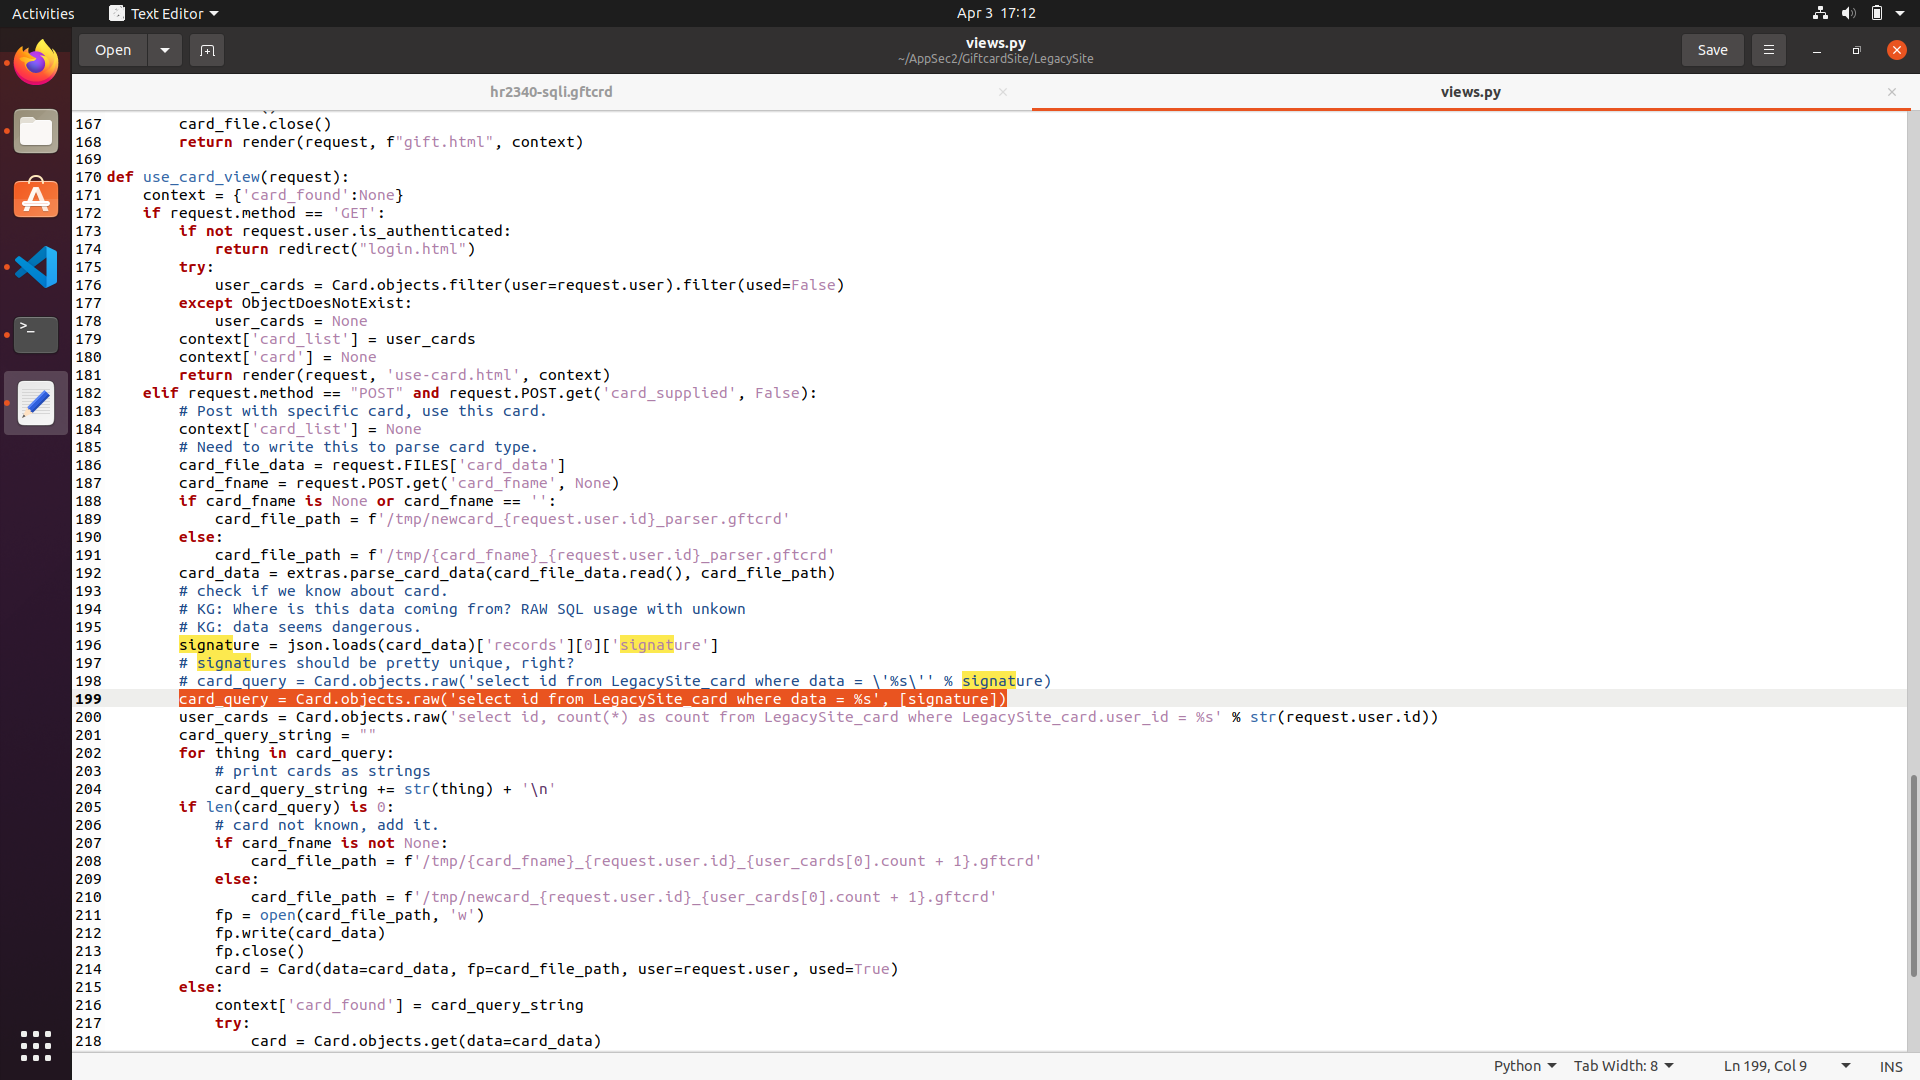 Activities
Text Editor
Apr 3 17:12
Open
views.py
~/AppSec2/GiftcardSite/LegacySite
Save
hr2340-sqli.gftcrd
views.py
167         card_file.close()
168         return render(request, f"gift.html", context)
169
170 def use_card_view(request):
171     context = {'card_found':None}
172     if request.method == 'GET':
173         if not request.user.is_authenticated:
174             return redirect("login.html")
175         try:
176             user_cards = Card.objects.filter(user=request.user).filter(used=False)
177         except ObjectDoesNotExist:
178             user_cards = None
179         context['card_list'] = user_cards
180         context['card'] = None
181         return render(request, 'use-card.html', context)
182     elif request.method == "POST" and request.POST.get('card_supplied', False):
183         # Post with specific card, use this card.
184         context['card_list'] = None
185         # Need to write this to parse card type.
186         card_file_data = request.FILES['card_data']
187         card_fname = request.POST.get('card_fname', None)
188         if card_fname is None or card_fname == '':
189             card_file_path = f'/tmp/newcard_{request.user.id}_parser.gftcrd'
190         else:
191             card_file_path = f'/tmp/{card_fname}_{request.user.id}_parser.gftcrd'
192         card_data = extras.parse_card_data(card_file_data.read(), card_file_path)
193         # check if we know about card.
194         # KG: Where is this data coming from? RAW SQL usage with unkown
195         # KG: data seems dangerous.
196         signature = json.loads(card_data)['records'][0]['signature']
197         # signatures should be pretty unique, right?
198         # card_query = Card.objects.raw('select id from LegacySite_card where data = \'%s\'' % signature)
199         card_query = Card.objects.raw('select id from LegacySite_card where data = %s', [signature])
200         user_cards = Card.objects.raw('select id, count(*) as count from LegacySite_card where LegacySite_card.user_id = %s' % str(request.user.id))
201         card_query_string = ""
202         for thing in card_query:
203             # print cards as strings
204             card_query_string += str(thing) + '\n'
205         if len(card_query) is 0:
206             # card not known, add it.
207             if card_fname is not None:
208                 card_file_path = f'/tmp/{card_fname}_{request.user.id}_{user_cards[0].count + 1}.gftcrd'
209             else:
210                 card_file_path = f'/tmp/newcard_{request.user.id}_{user_cards[0].count + 1}.gftcrd'
211             fp = open(card_file_path, 'w')
212             fp.write(card_data)
213             fp.close()
214             card = Card(data=card_data, fp=card_file_path, user=request.user, used=True)
215         else:
216             context['card_found'] = card_query_string
217             try:
218                 card = Card.objects.get(data=card_data)
Python
Tab Width: 8
Ln 199, Col 9
INS